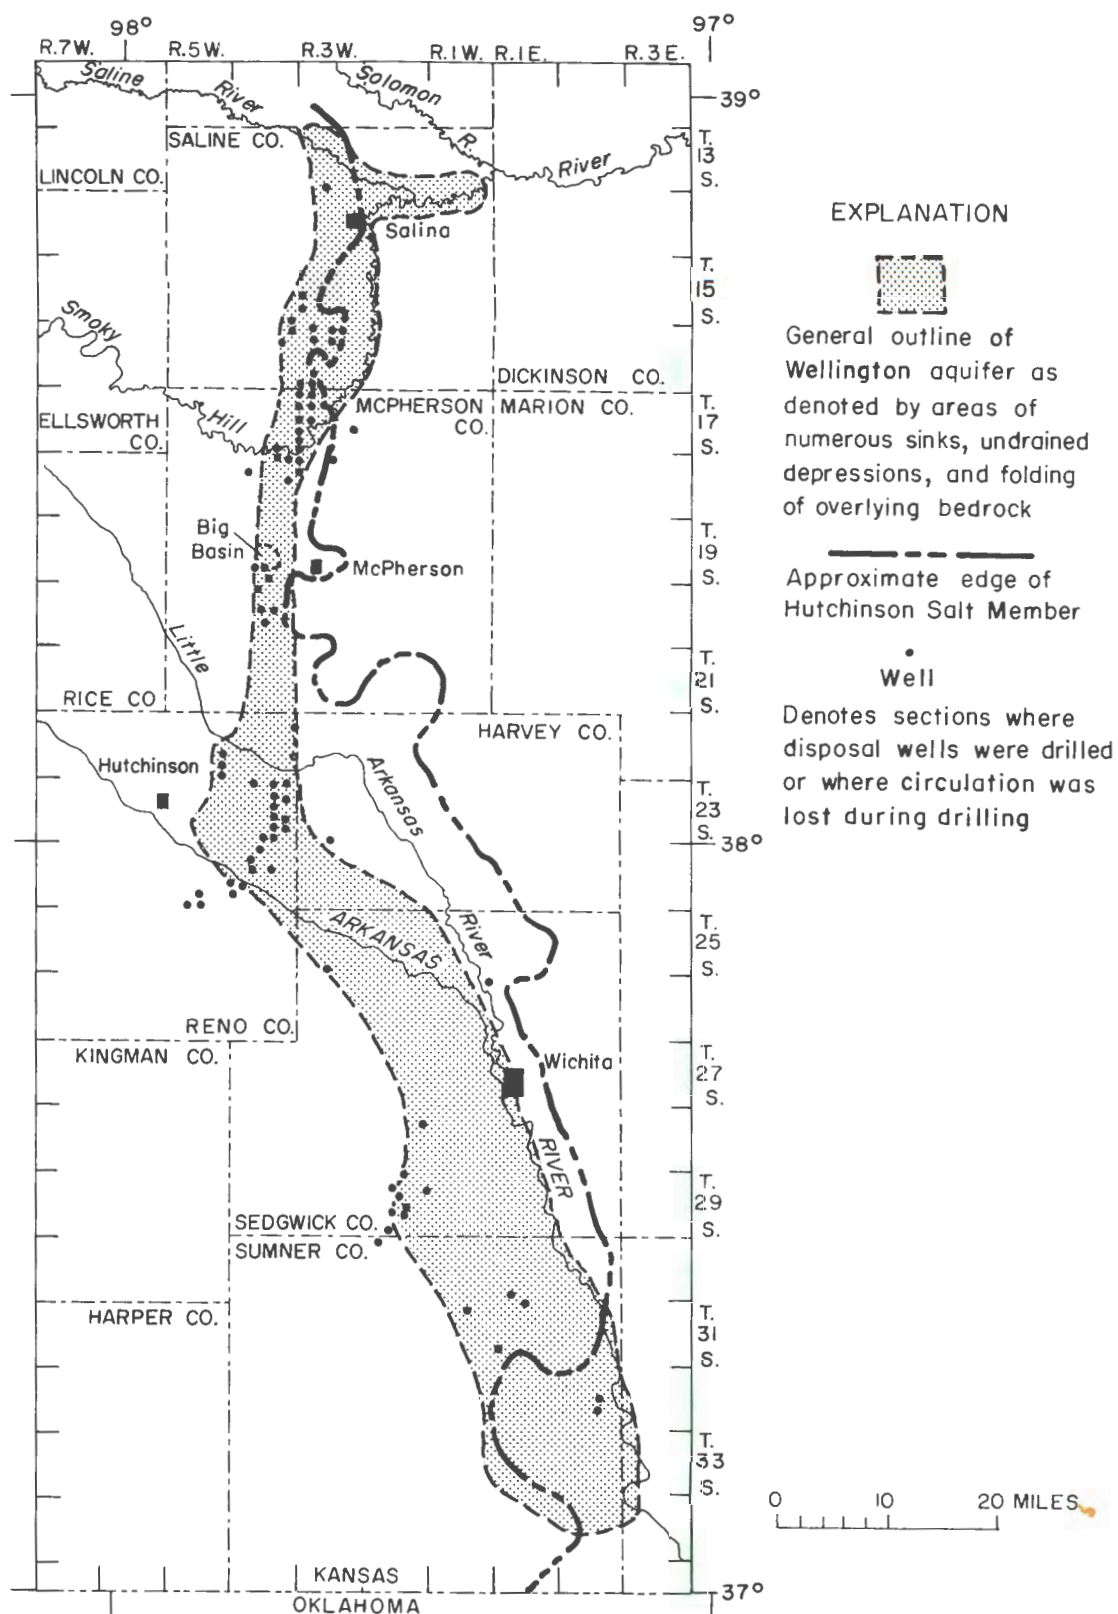 98°
97°
R.7W.
R.5W.
R.3W.
R.1W.
R.1E.
R.3E.
Saline
River
Solomon
R.
River
39°
T.
13
S.
SALINE CO.
LINCOLN CO.
Salina
T.
15
S.
Smoky
Hill
DICKINSON CO.
MCPHERSON
CO.
MARION CO.
ELLSWORTH
CO.
T.
17
S.
Big
Basin
McPherson
T.
19
S.
Little
T.
21
S.
RICE CO
HARVEY CO.
Hutchinson
Arkansas
River
T.
23
S.
38°
ARKANSAS
T.
25
S.
RENO CO.
KINGMAN CO.
Wichita
T.
27
S.
RIVER
T.
29
S.
SEDGWICK CO.
SUMNER CO.
HARPER CO.
T.
31
S.
T.
33
S.
KANSAS
OKLAHOMA
37°
EXPLANATION
General outline of
Wellington aquifer as
denoted by areas of
numerous sinks, undrained
depressions, and folding
of overlying bedrock
Approximate edge of
Hutchinson Salt Member
Well
Denotes sections where
disposal wells were drilled
or where circulation was
lost during drilling
0 10 20 MILES